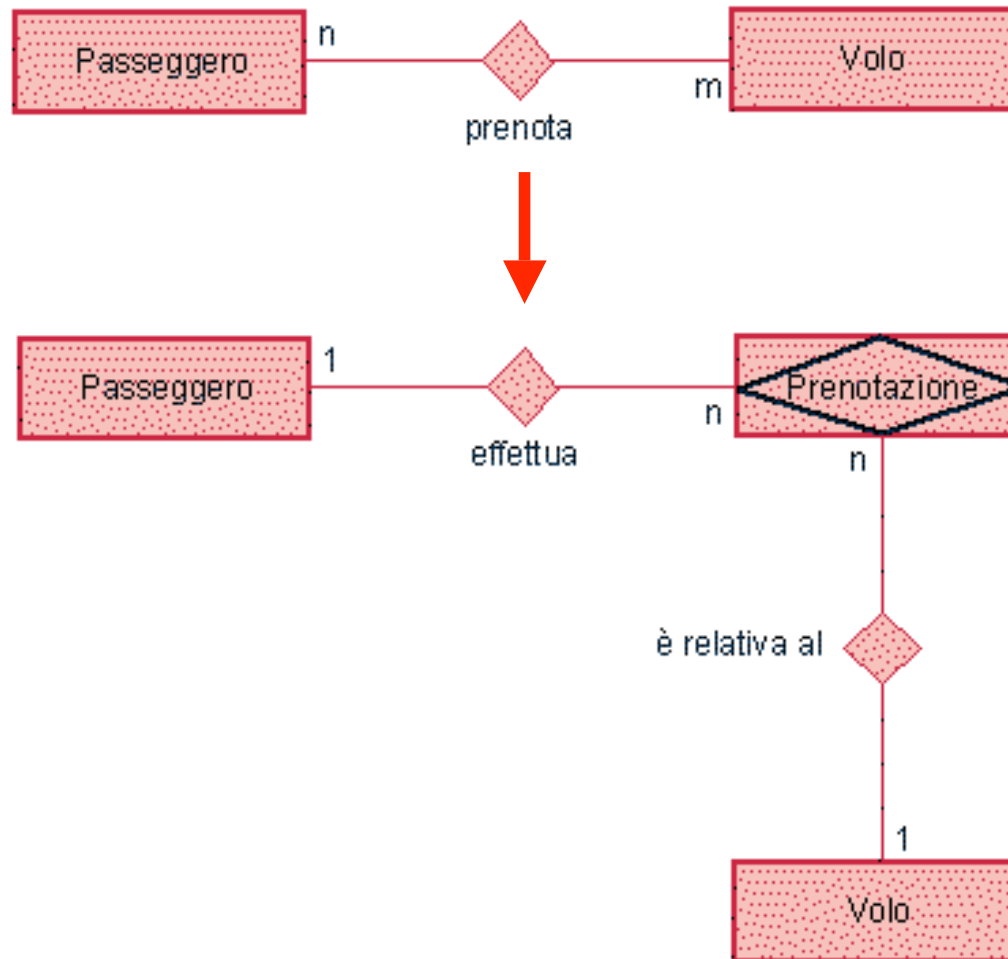 Passeggero n Volo
m
prenota
Passeggero 1 Prenotazione
n
effettua n
è relativa al
1
Volo